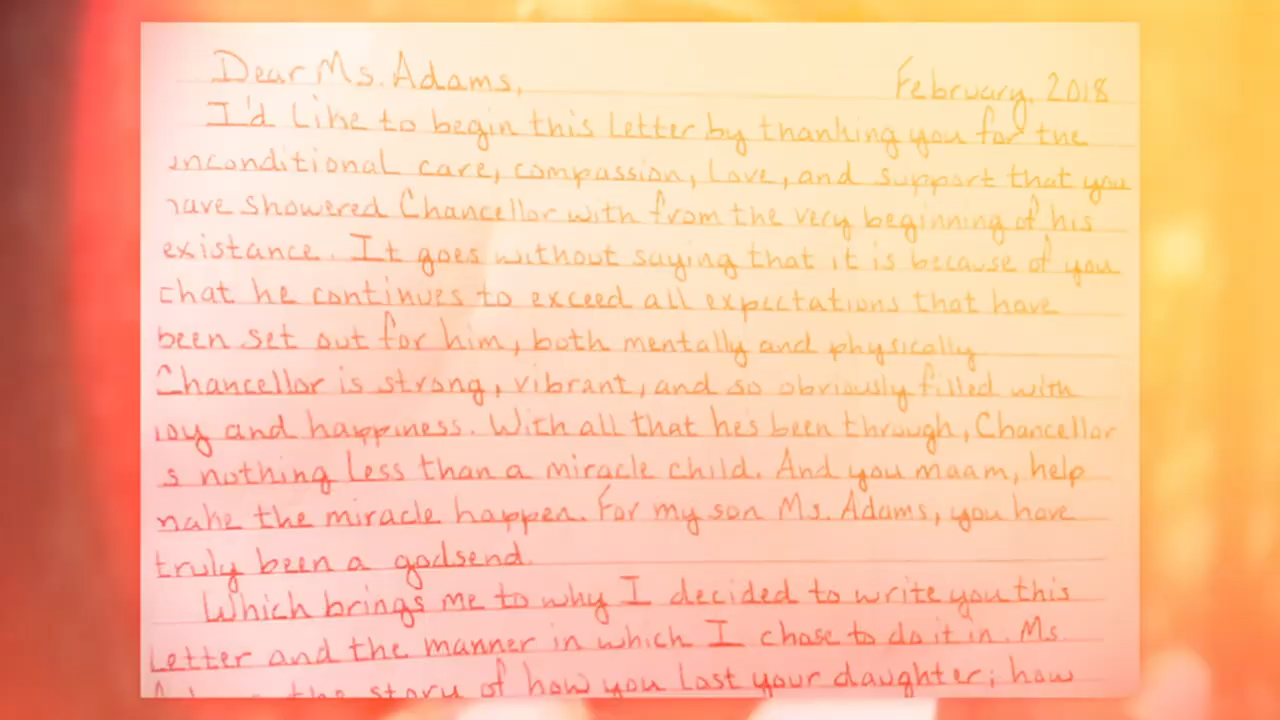 Dear Ms. Adams,
February, 2018
I'd Like to begin this Letter by thanking you for the
unconditional care, compassion, Love, and support that you
have showered Chancellor with from the very beginning of his
existance. It goes without saying that it is because of you
that he continues to exceed all expectations that have
been set out for him, both mentally and physically
Chancellor is strong, vibrant, and so obviously filled with
joy and happiness. With all that hes been through, Chancellor
is nothing Less than a miracle child. And you maam, help
make the miracle happen. For my son Ms. Adams, you have
truly been a godsend.
Which brings me to why I decided to write you this
Letter and the manner in which I chose to do it in. Ms.
the story of how you Lost your daughter; how